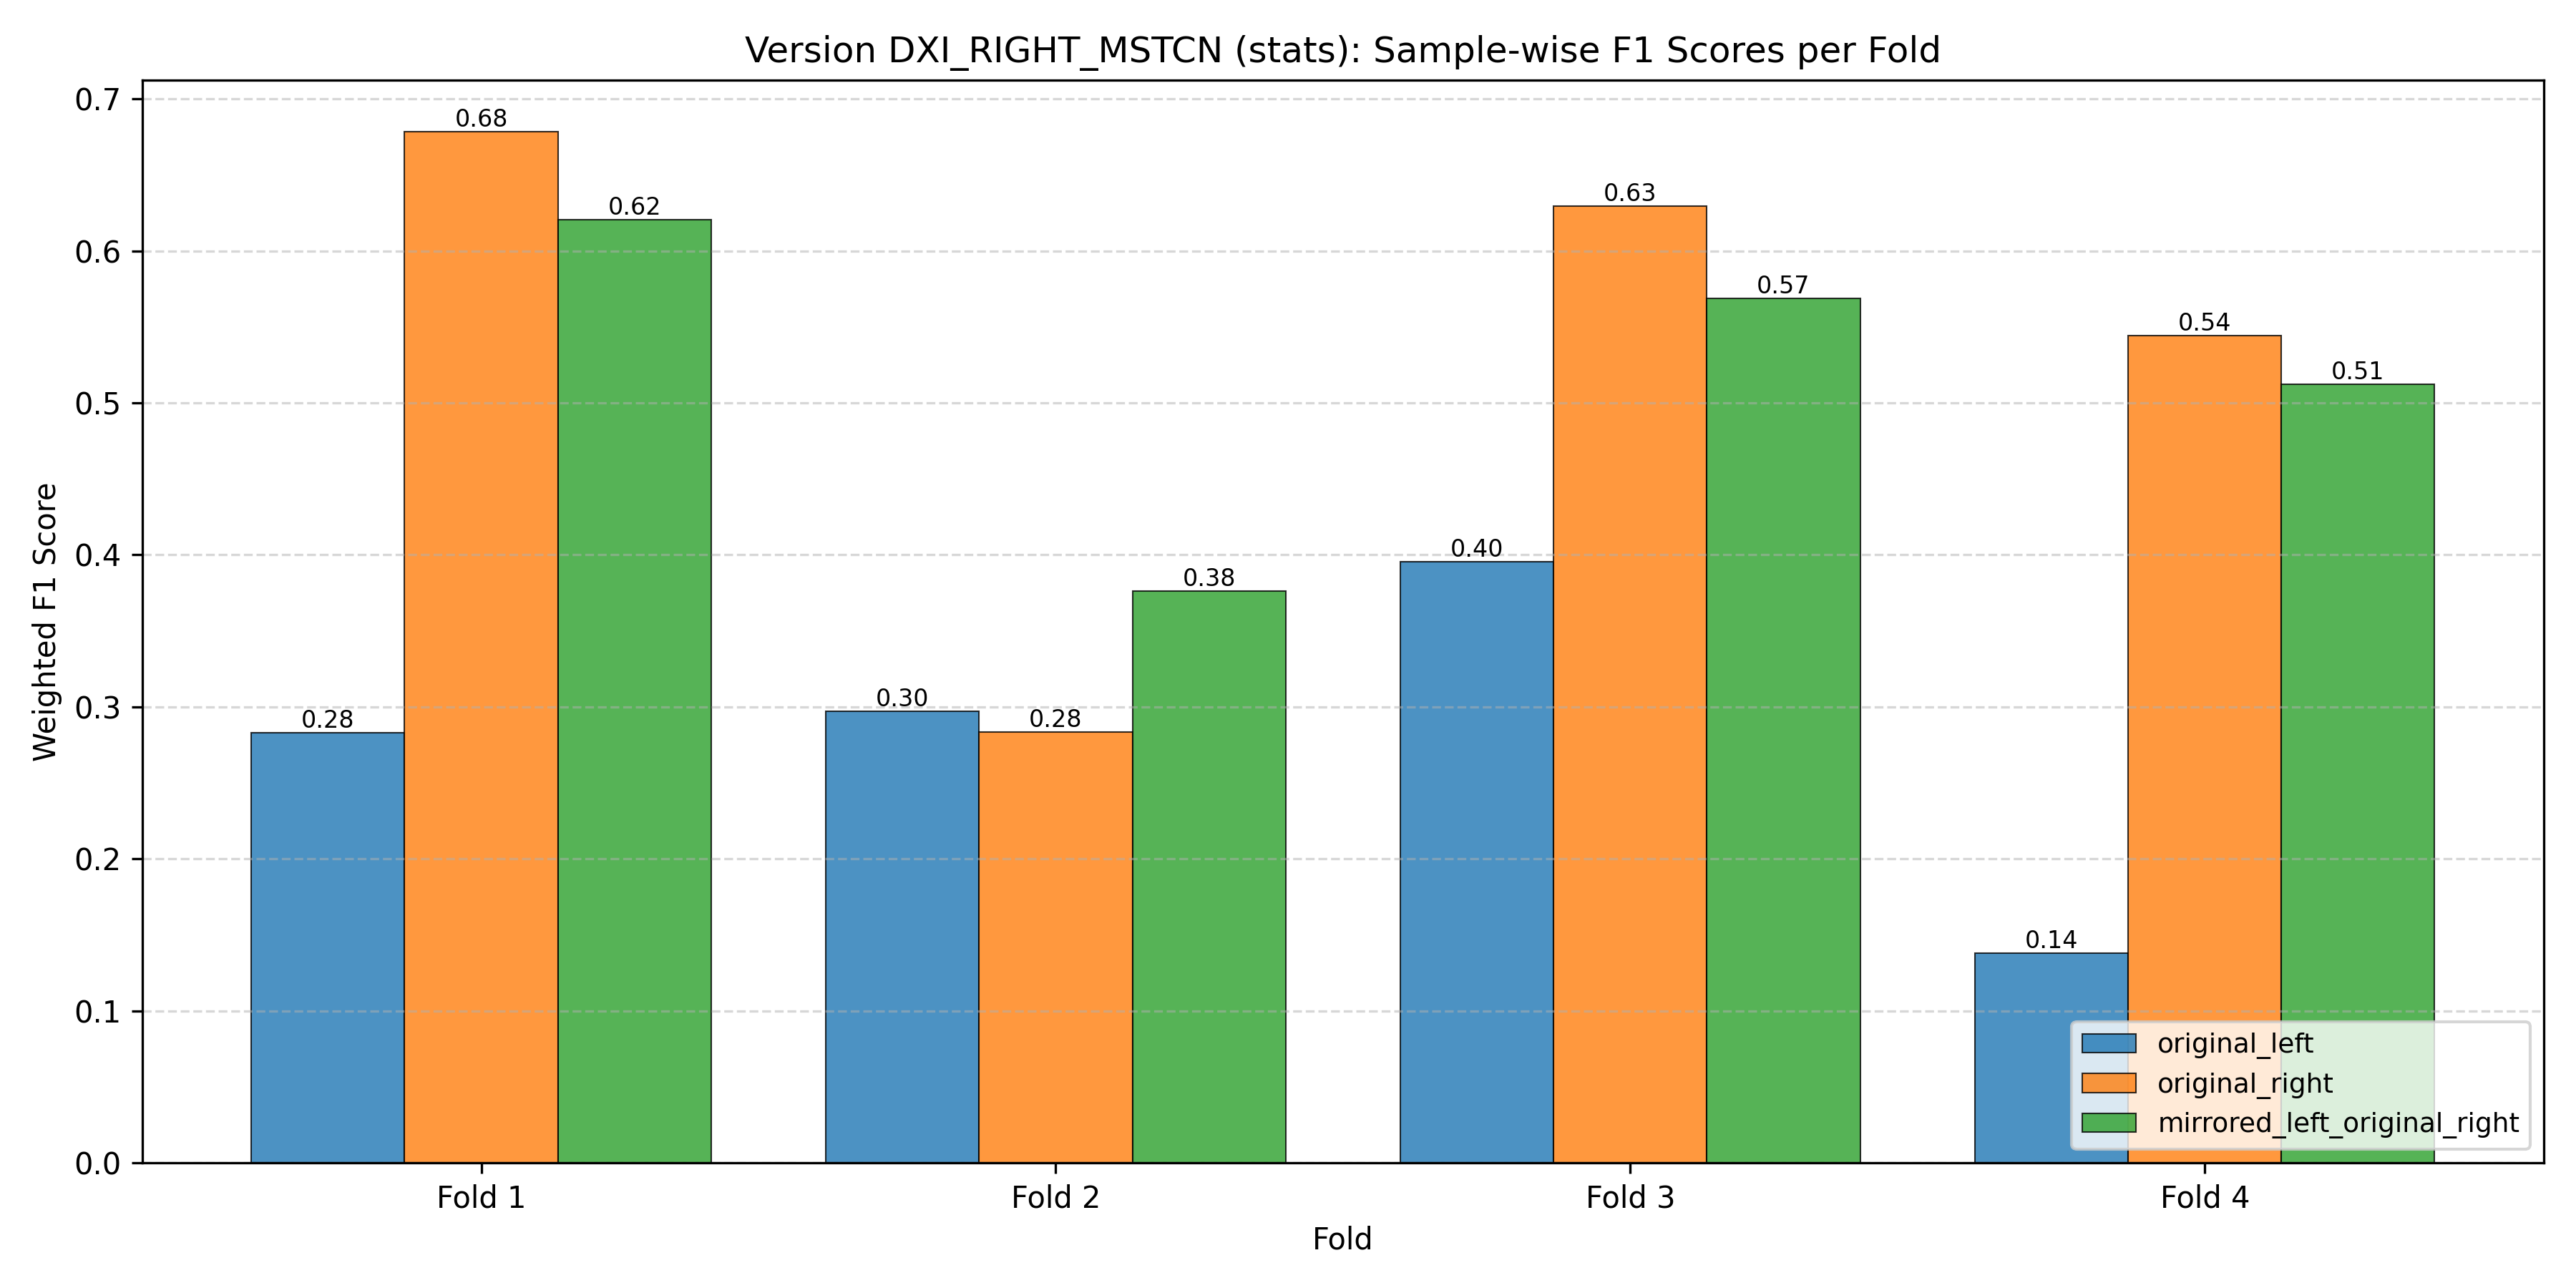 Version DXI_RIGHT_MSTCN (stats): Sample-wise F1 Scores per Fold
Weighted F1 Score
0.7
0.6
0.5
0.4
0.3
0.2
0.1
0.0
0.28
0.68
0.62
0.30
0.28
0.38
0.40
0.63
0.57
0.14
0.54
0.51
original_left
original_right
mirrored_left_original_right
Fold 1
Fold 2
Fold 3
Fold 4
Fold